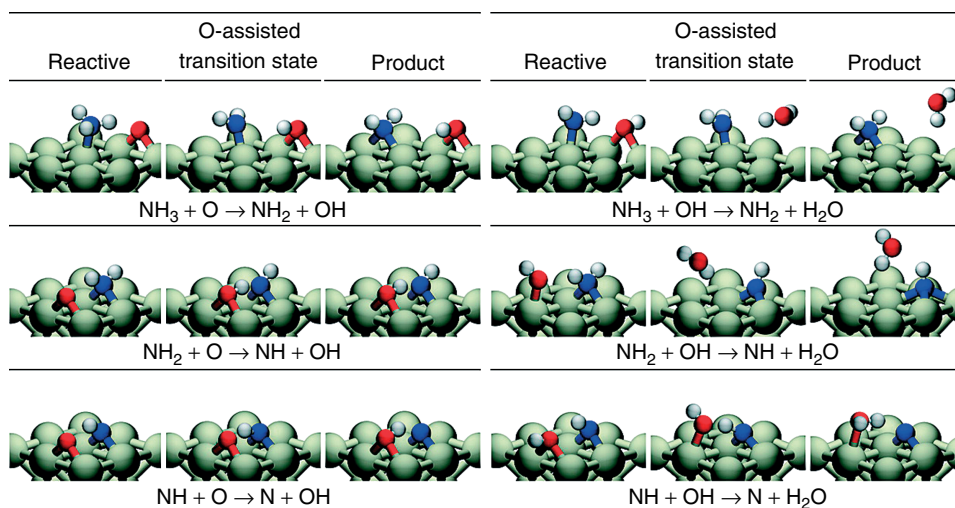 O-assisted
Reactive transition state Product
O-assisted
Reactive transition state Product
NH₃ + O → NH₂ + OH
NH₃ + OH → NH₂ + H₂O
NH₂ + O → NH + OH
NH₂ + OH → NH + H₂O
NH + O → N + OH
NH + OH → N + H₂O